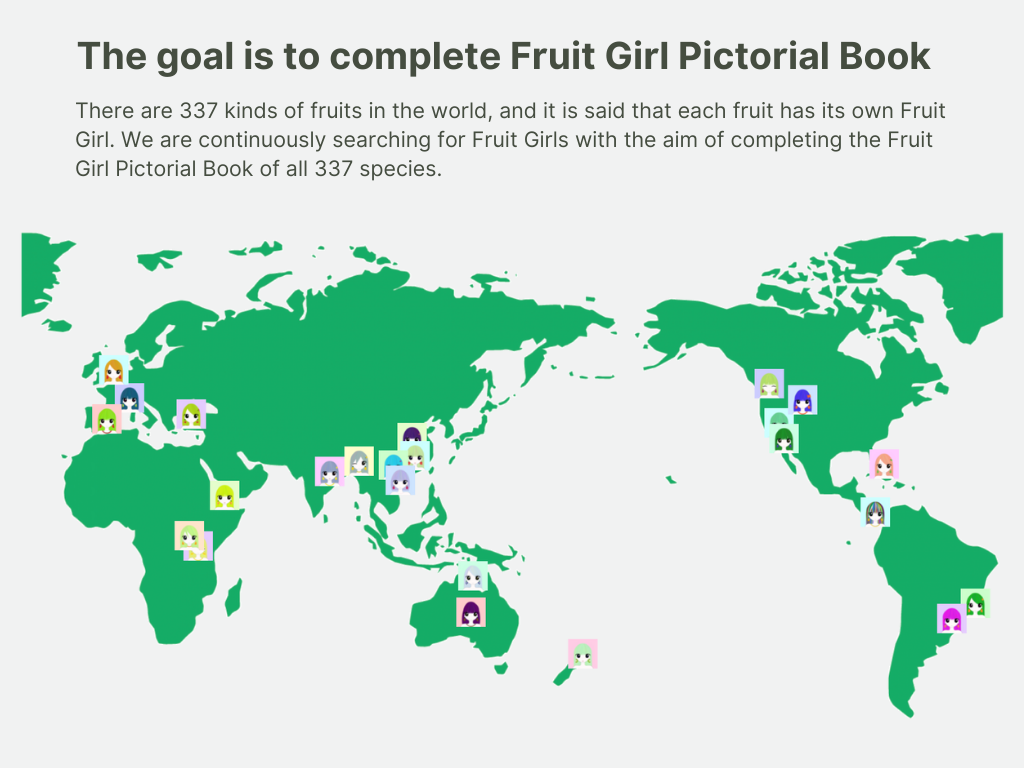 The goal is to complete Fruit Girl Pictorial Book
There are 337 kinds of fruits in the world, and it is said that each fruit has its own Fruit
Girl. We are continuously searching for Fruit Girls with the aim of completing the Fruit
Girl Pictorial Book of all 337 species.